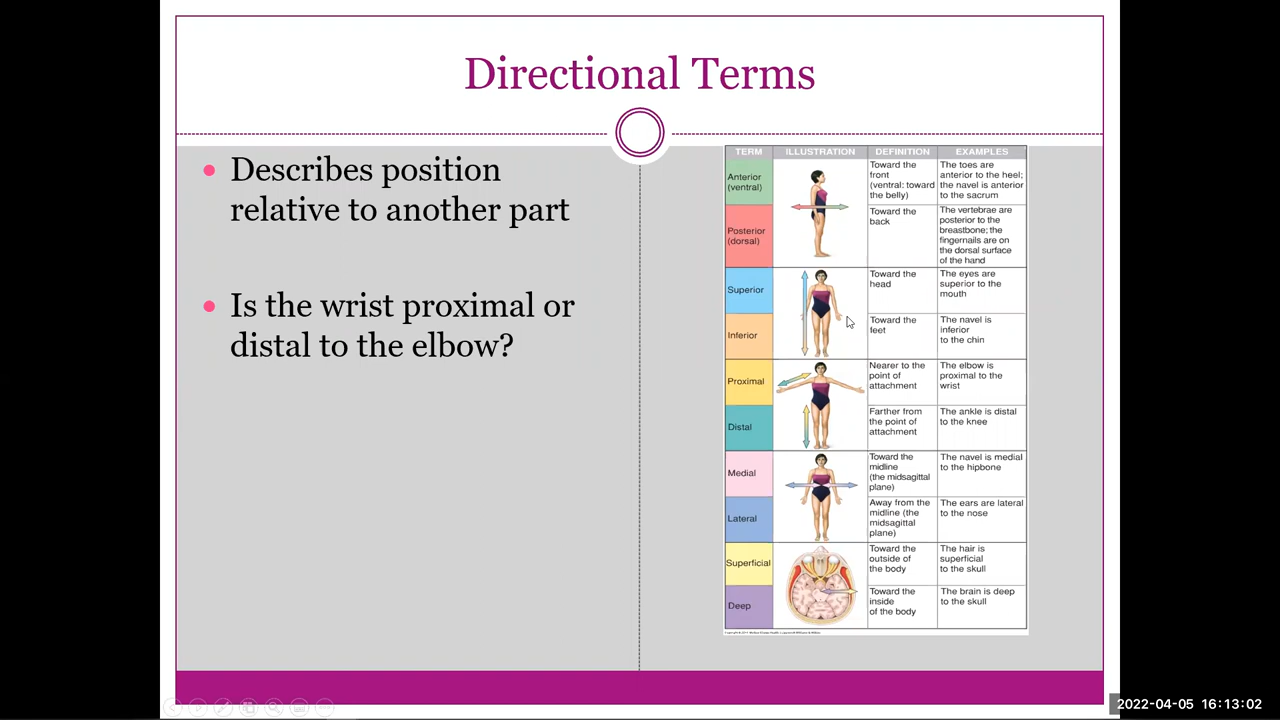 Directional Terms
Describes position
relative to another part
Is the wrist proximal or
distal to the elbow?
TERM ILLUSTRATION DEFINITION EXAMPLES
Anterior
(ventral)
Toward the
front
(ventral: toward
the belly)
The toes are
anterior to the heel;
the navel is anterior
to the sacrum
Posterior
(dorsal)
Toward the
back
The vertebrae are
posterior to the
breastbone; the
fingernails are on
the dorsal surface
of the hand
Superior
Toward the
head
The eyes are
superior to the
mouth
Inferior
Toward the
feet
The navel is
inferior
to the chin
Proximal
Nearer to the
point of
attachment
The elbow is
proximal to the
wrist
Distal
Farther from
the point of
attachment
The ankle is distal
to the knee
Medial
Toward the
midline
(the midsagittal
plane)
The navel is medial
to the hipbone
Lateral
Away from the
midline (the
midsagittal
plane)
The ears are lateral
to the nose
Superficial
Toward the
outside of
the body
The hair is
superficial
to the skull
Deep
Toward the
inside
of the body
The brain is deep
to the skull
2022-04-05 16:13:02